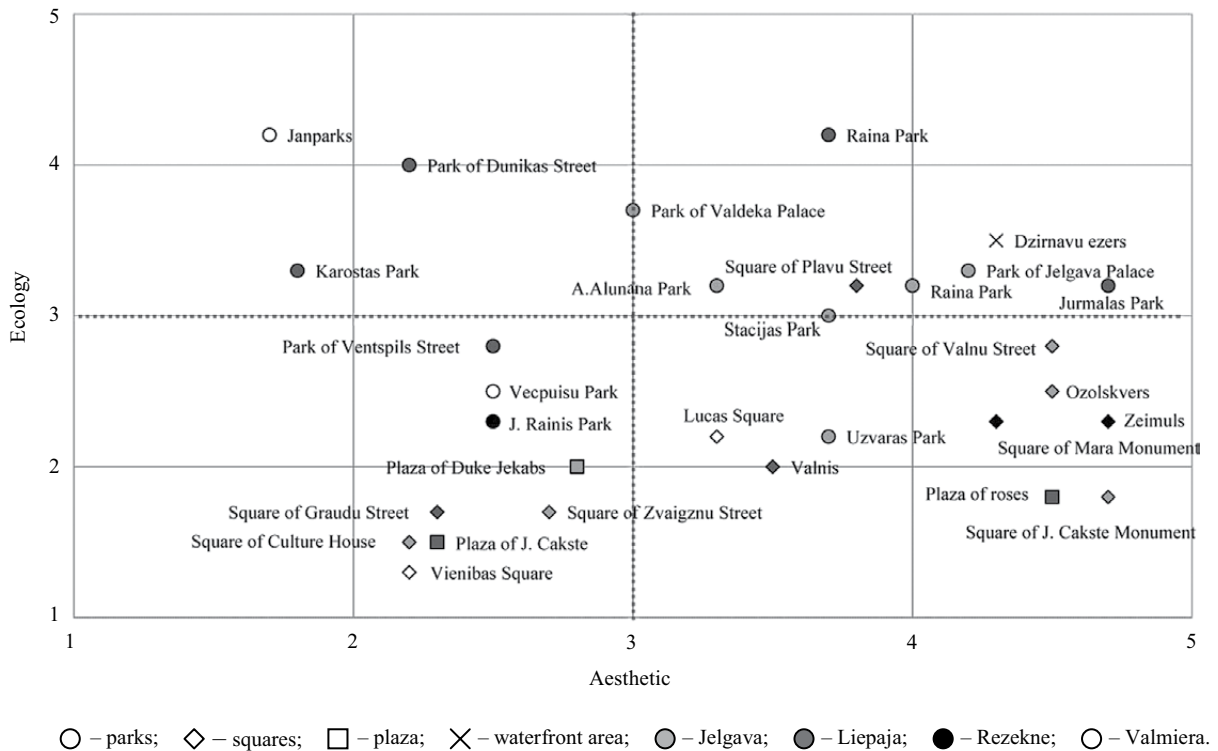 5
Janparks
Raina Park
4
Park of Dunikas Street
Park of Valdeka Palace
Dzirnavu ezers
Square of Plavu Street
Park of Jelgava Palace
Karostas Park
A.Alunana Park
Raina Park
Jurmalas Park
Ecology
3
Stacijas Park
Park of Ventspils Street
Square of Valnu Street
Vecpuisu Park
Ozolskvers
J. Rainis Park
Lucas Square
Zeimuls
Uzvaras Park
Square of Mara Monument
2
Plaza of Duke Jekabs
Valnis
Plaza of roses
Square of Graudu Street
Square of Zvaigznu Street
Square of J. Cakste Monument
Square of Culture House
Plaza of J. Cakste
Vienibas Square
1
1 2 3 4 5
Aesthetic
– parks; – squares; – plaza; – waterfront area; – Jelgava; – Liepaja; – Rezekne; – Valmiera.